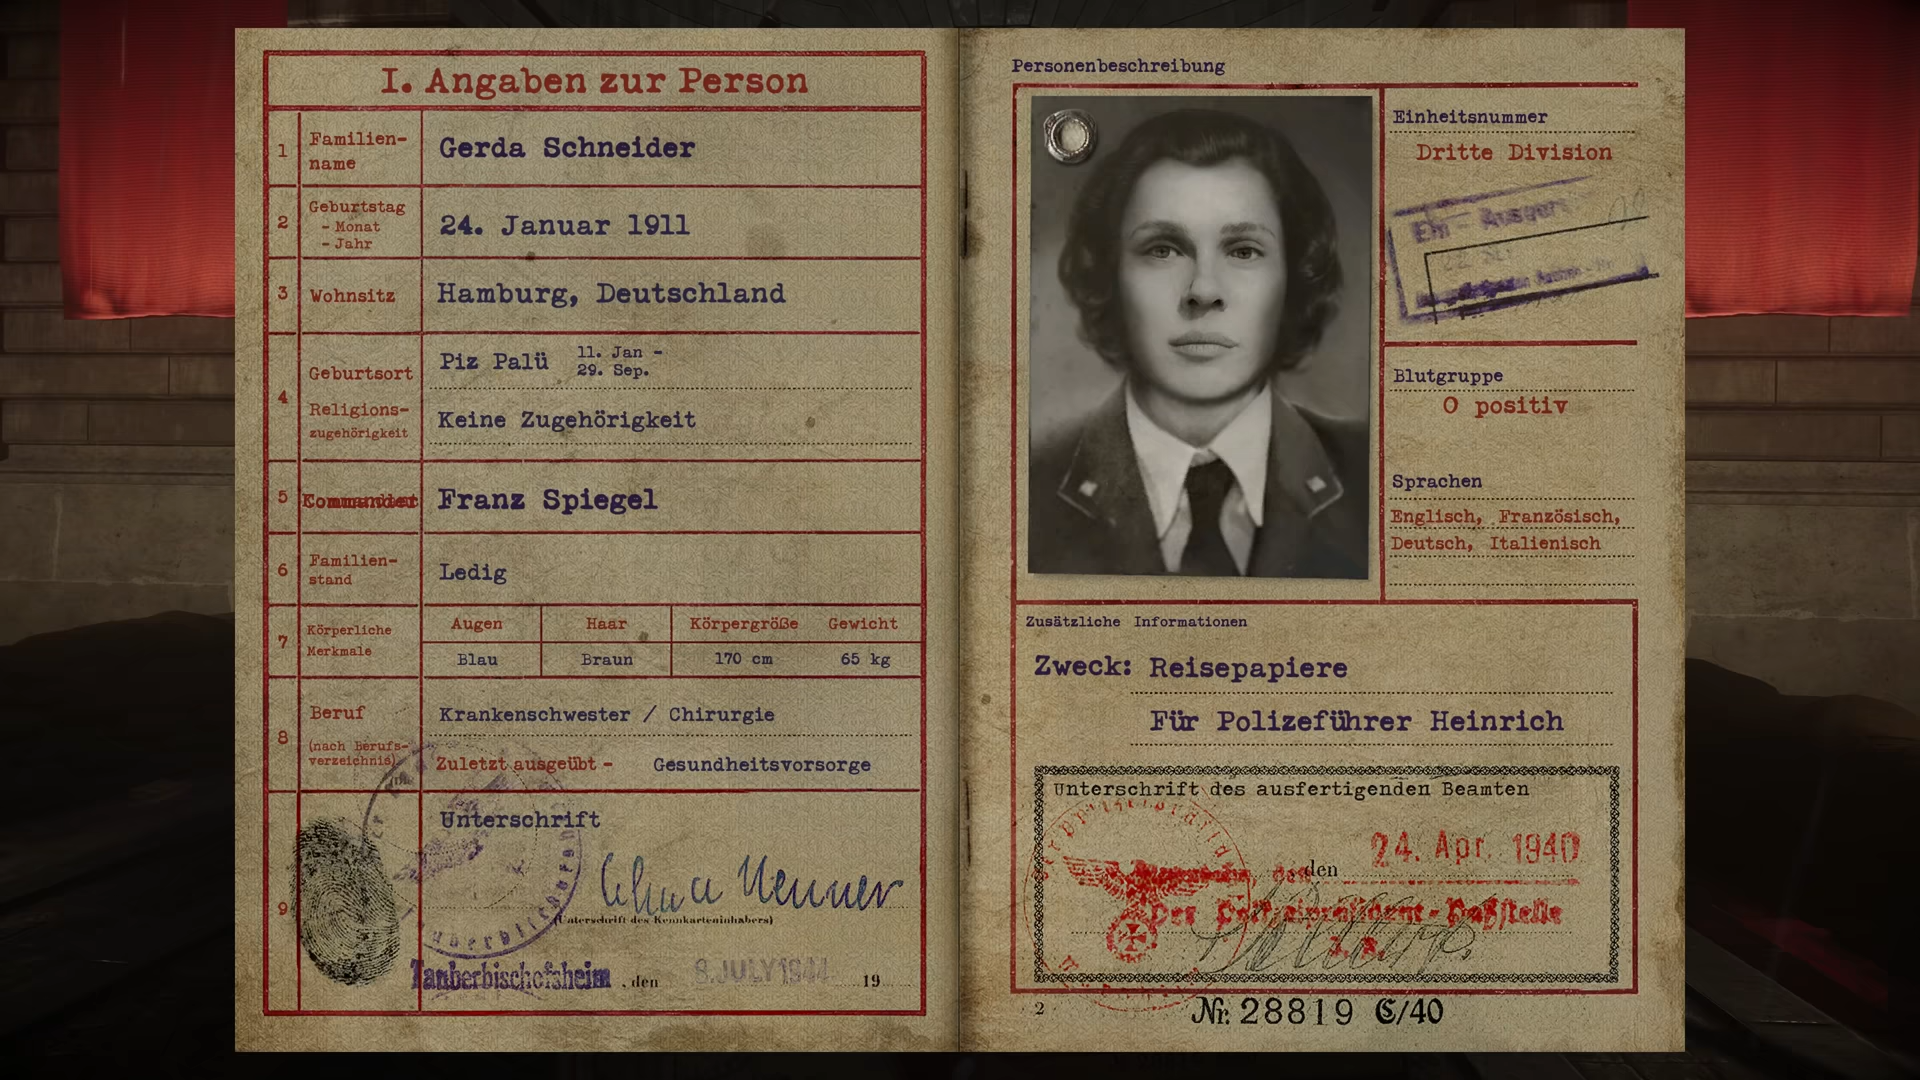 I. Angaben zur Person
1
Familien-
name
Gerda Schneider
2
Geburtstag
- Monat
- Jahr
24. Januar 1911
3
Wohnsitz
Hamburg, Deutschland
4
Geburtsort
Piz Palü
11. Jan -
29. Sep.
Religions-
zugehörigkeit
Keine Zugehörigkeit
5
Kommander
Franz Spiegel
6
Familien-
stand
Ledig
7
Körperliche
Merkmale
Augen Haar Körpergröße Gewicht
Blau Braun 170 cm 65 kg
8
Beruf
(nach Berufs-
verzeichnis)
Krankenschwester / Chirurgie
Zuletzt ausgeübt - Gesundheitsvorsorge
9
Unterschrift
(Unterschrift des Kennkarteninhabers)
Tauberbischofsheim , den 8. JULY 1944 19
Personenbeschreibung
Einheitsnummer
Dritte Division
Blutgruppe
O positiv
Sprachen
Englisch, Französisch,
Deutsch, Italienisch
Zusätzliche Informationen
Zweck: Reisepapiere
Für Polizeführer Heinrich
Unterschrift des ausfertigenden Beamten
den 24. Apr. 1940
Der Polizeipräsident - Paßstelle
2
Nr. 28819 C/40